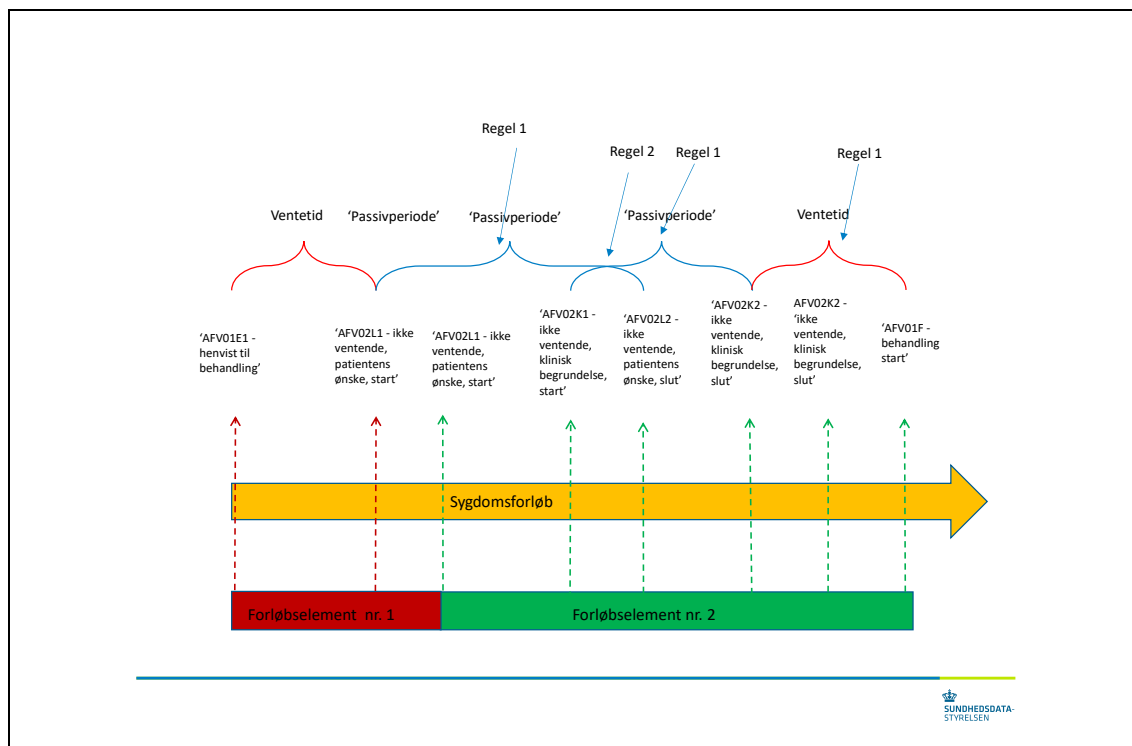 Regel 1
Regel 2
Regel 1
Regel 1
Ventetid
‘Passivperiode’
‘Passivperiode’
‘Passivperiode’
Ventetid
‘AFV01E1 -
henvist til
behandling’
‘AFV02L1 - ikke
ventende,
patientens
ønske, start’
‘AFV02L1 - ikke
ventende,
patientens
ønske, start’
‘AFV02K1 -
ikke
ventende,
klinisk
begrundelse,
start’
‘AFV02L2 –
ikke
ventende,
patientens
ønske, slut’
‘AFV02K2 -
ikke
ventende,
klinisk
begrundelse,
slut’
AFV02K2 -
‘ikke
ventende,
klinisk
begrundelse,
slut’
‘AFV01F -
behandling
start’
Sygdomsforløb
Forløbselement nr. 1
Forløbselement nr. 2
SUNDHEDSDATA-
STYRELSEN